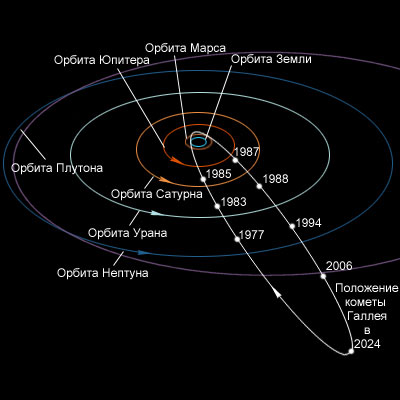 Орбита Марса
Орбита Юпитера
Орбита Земли
1987
1985
1988
Орбита Плутона
Орбита Сатурна
1983
1994
Орбита Урана
1977
2006
Орбита Нептуна
Положение
кометы
Галлея
в
2024